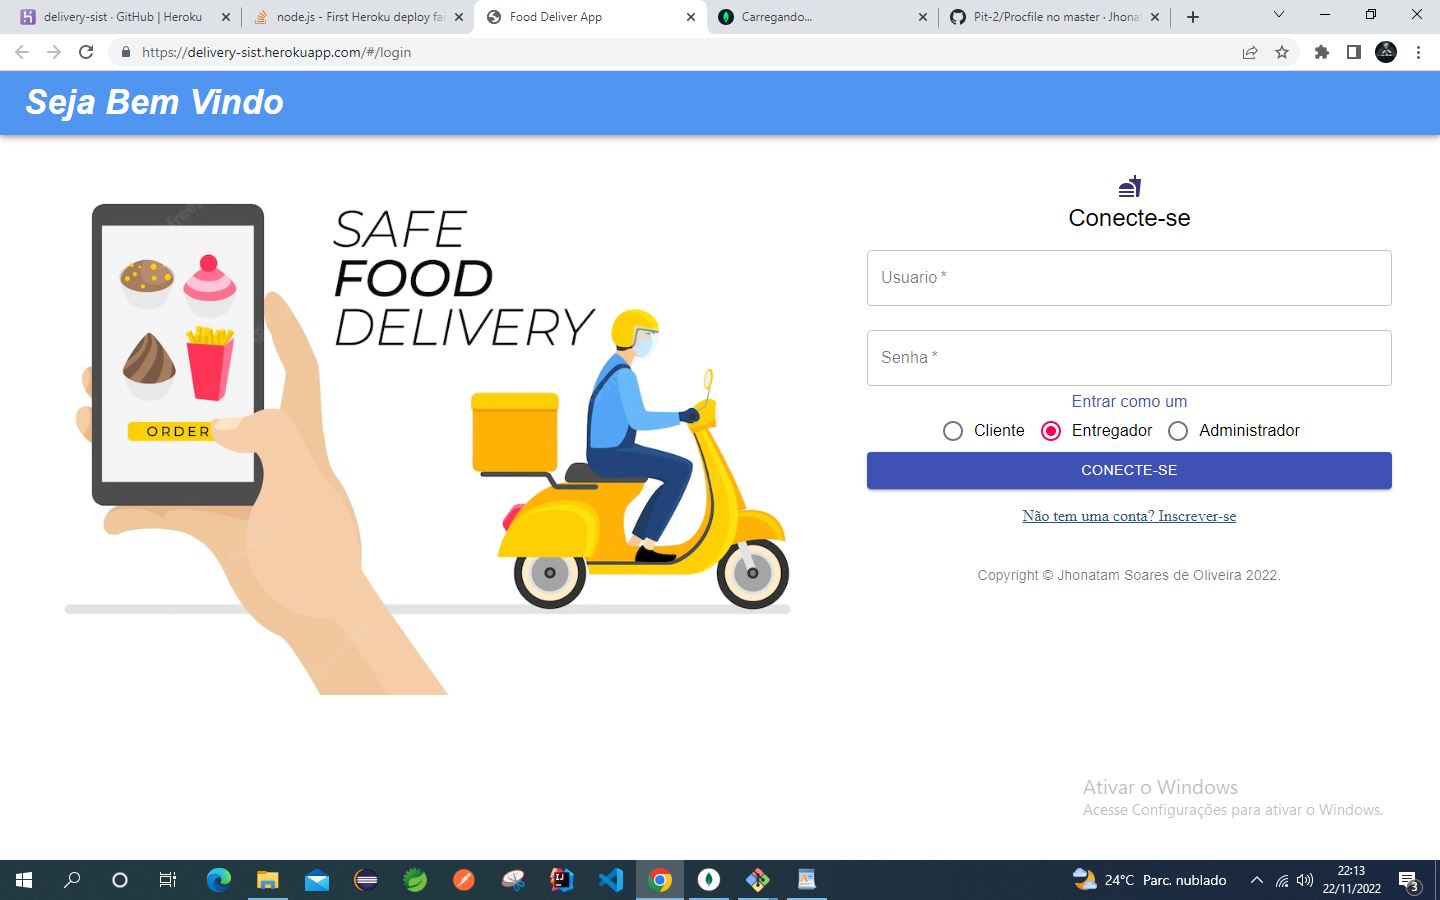 delivery-sist · GitHub | Heroku
node.js - First Heroku deploy fai
Food Deliver App
Carregando...
Pit-2/Procfile no master · Jhonat
https://delivery-sist.herokuapp.com/#/login
Seja Bem Vindo
SAFE
FOOD
DELIVERY
ORDER
Conecte-se
Usuario *
Senha *
Entrar como um
Cliente
Entregador
Administrador
CONECTE-SE
Não tem uma conta? Inscrever-se
Copyright © Jhonatam Soares de Oliveira 2022.
Ativar o Windows
Acesse Configurações para ativar o Windows.
24°C Parc. nublado
22:13
22/11/2022
3